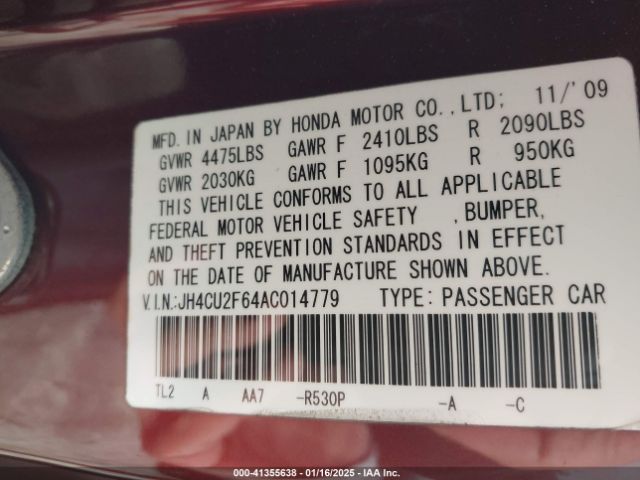 MFD. IN JAPAN BY HONDA MOTOR CO.,LTD; 11/'09
GVWR 4475LBS GAWR F 2410LBS R 2090LBS
GVWR 2030KG GAWR F 1095KG R 950KG
THIS VEHICLE CONFORMS TO ALL APPLICABLE
FEDERAL MOTOR VEHICLE SAFETY , BUMPER,
AND THEFT PREVENTION STANDARDS IN EFFECT
ON THE DATE OF MANUFACTURE SHOWN ABOVE.
V.I.N.:JH4CU2F64AC014779 TYPE: PASSENGER CAR
TL2 A AA7 -R530P -A -C
000-41355638 - 01/16/2025 - IAA Inc.